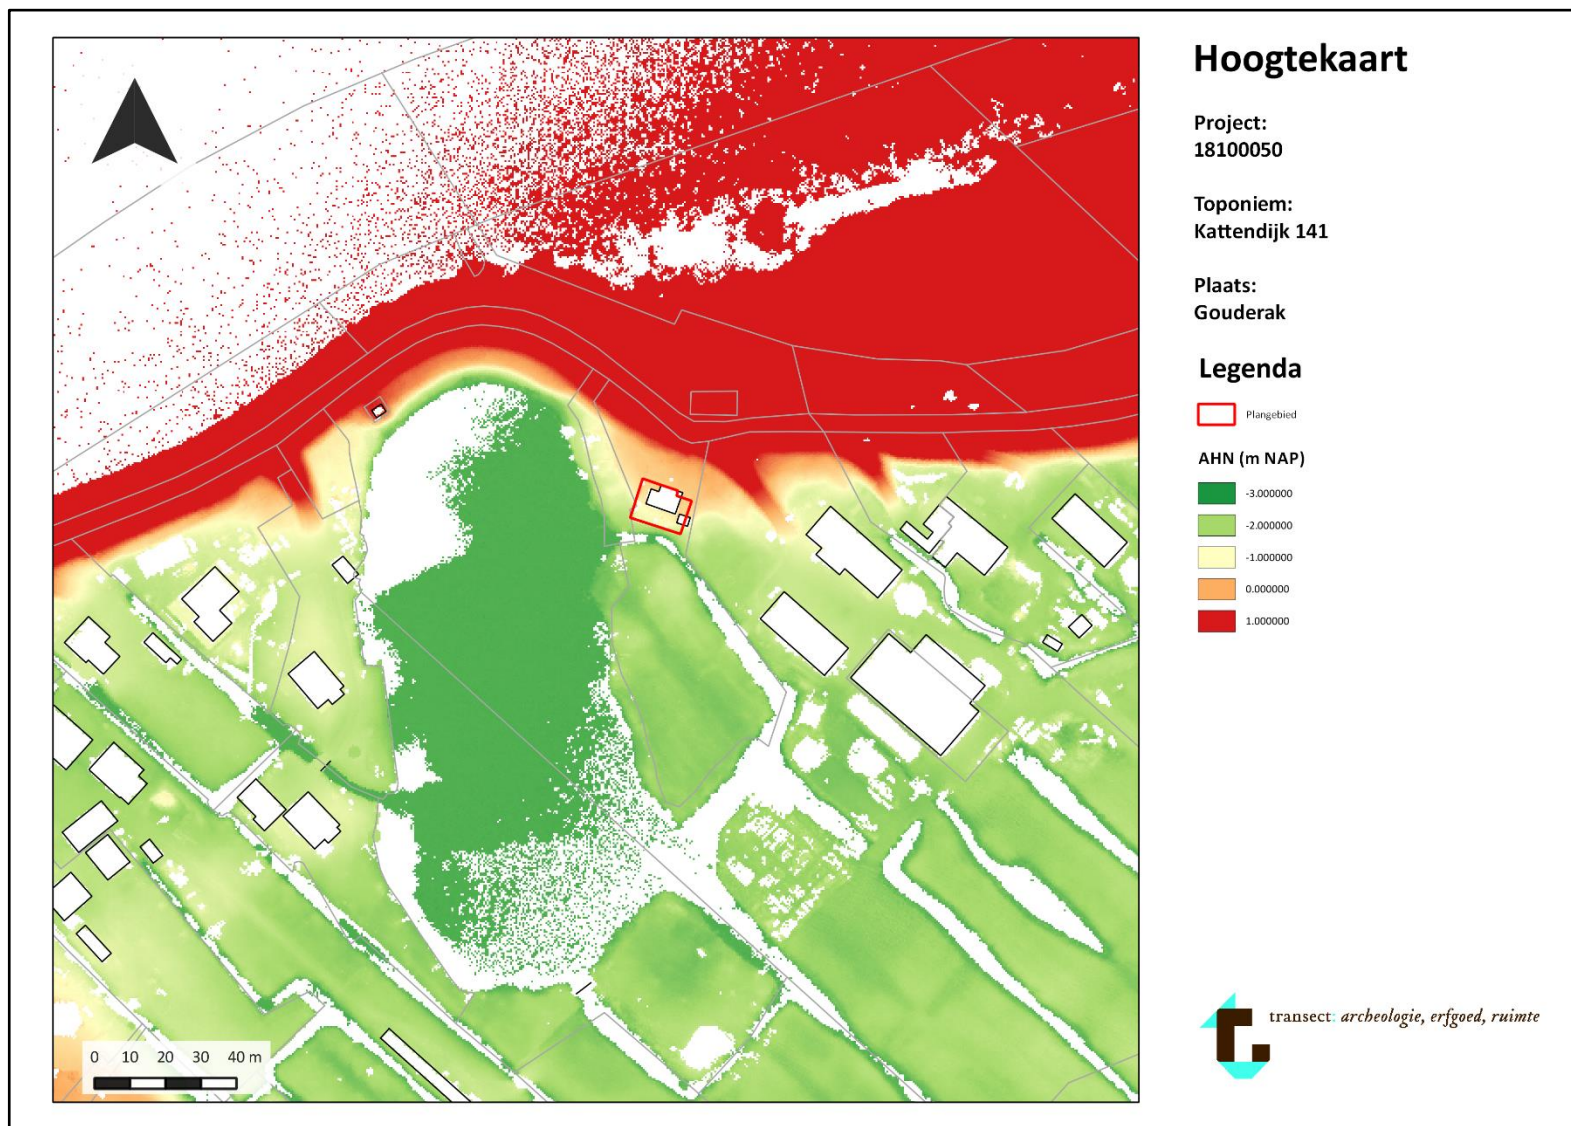 Hoogtekaart
Project:
18100050
Toponiem:
Kattendijk 141
Plaats:
Gouderak
Legenda
Plangebied
AHN (m NAP)
-3.000000
-2.000000
-1.000000
0.000000
1.000000
0 10 20 30 40 m
transect: archeologie, erfgoed, ruimte